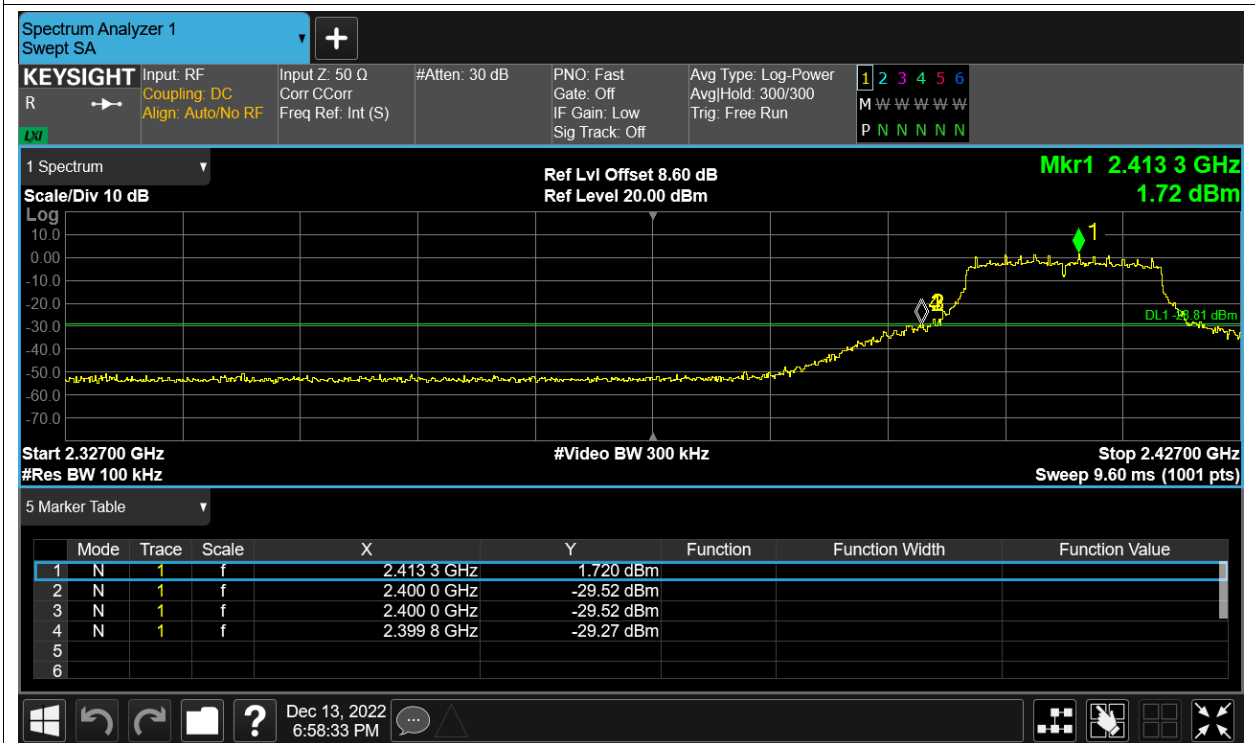 Spectrum Analyzer 1
Swept SA
+
KEYSIGHT
R
LXI
Input: RF
Coupling: DC
Align: Auto/No RF
Input Z: 50 Ω
Corr CCorr
Freq Ref: Int (S)
#Atten: 30 dB
PNO: Fast
Gate: Off
IF Gain: Low
Sig Track: Off
Avg Type: Log-Power
Avg|Hold: 300/300
Trig: Free Run
1 2 3 4 5 6
M W W W W W
P N N N N N
1 Spectrum
Scale/Div 10 dB
Ref Lvl Offset 8.60 dB
Ref Level 20.00 dBm
Mkr1 2.413 3 GHz
1.72 dBm
Log
10.0
0.00
-10.0
-20.0
-30.0
-40.0
-50.0
-60.0
-70.0
1
DL1 -28.81 dBm
Start 2.32700 GHz
#Res BW 100 kHz
#Video BW 300 kHz
Stop 2.42700 GHz
Sweep 9.60 ms (1001 pts)
5 Marker Table
Mode Trace Scale X Y Function Function Width Function Value
1 N 1 f 2.413 3 GHz 1.720 dBm
2 N 1 f 2.400 0 GHz -29.52 dBm
3 N 1 f 2.400 0 GHz -29.52 dBm
4 N 1 f 2.399 8 GHz -29.27 dBm
5
6
?
Dec 13, 2022
6:58:33 PM